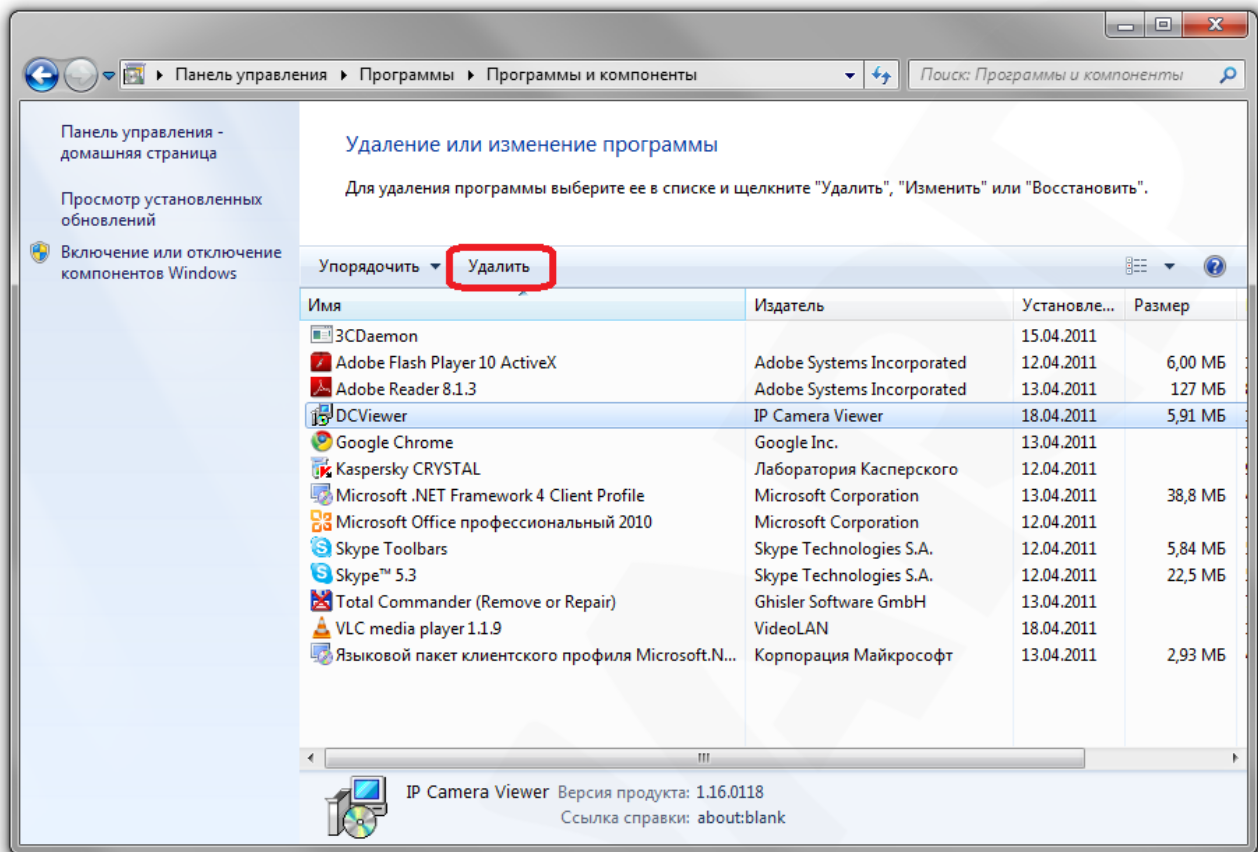 Панель управления ▸ Программы ▸ Программы и компоненты
Поиск: Программы и компоненты
Панель управления -
домашняя страница
Просмотр установленных
обновлений
Включение или отключение
компонентов Windows
Удаление или изменение программы
Для удаления программы выберите ее в списке и щелкните "Удалить", "Изменить" или "Восстановить".
Упорядочить Удалить
Имя Издатель Установле... Размер
3CDaemon 15.04.2011
Adobe Flash Player 10 ActiveX Adobe Systems Incorporated 12.04.2011 6,00 МБ
Adobe Reader 8.1.3 Adobe Systems Incorporated 13.04.2011 127 МБ
DCViewer IP Camera Viewer 18.04.2011 5,91 МБ
Google Chrome Google Inc. 13.04.2011
Kaspersky CRYSTAL Лаборатория Касперского 12.04.2011
Microsoft .NET Framework 4 Client Profile Microsoft Corporation 13.04.2011 38,8 МБ
Microsoft Office профессиональный 2010 Microsoft Corporation 12.04.2011
Skype Toolbars Skype Technologies S.A. 12.04.2011 5,84 МБ
Skype™ 5.3 Skype Technologies S.A. 12.04.2011 22,5 МБ
Total Commander (Remove or Repair) Ghisler Software GmbH 13.04.2011
VLC media player 1.1.9 VideoLAN 18.04.2011
Языковой пакет клиентского профиля Microsoft.N... Корпорация Майкрософт 13.04.2011 2,93 МБ
IP Camera Viewer Версия продукта: 1.16.0118
Ссылка справки: about:blank